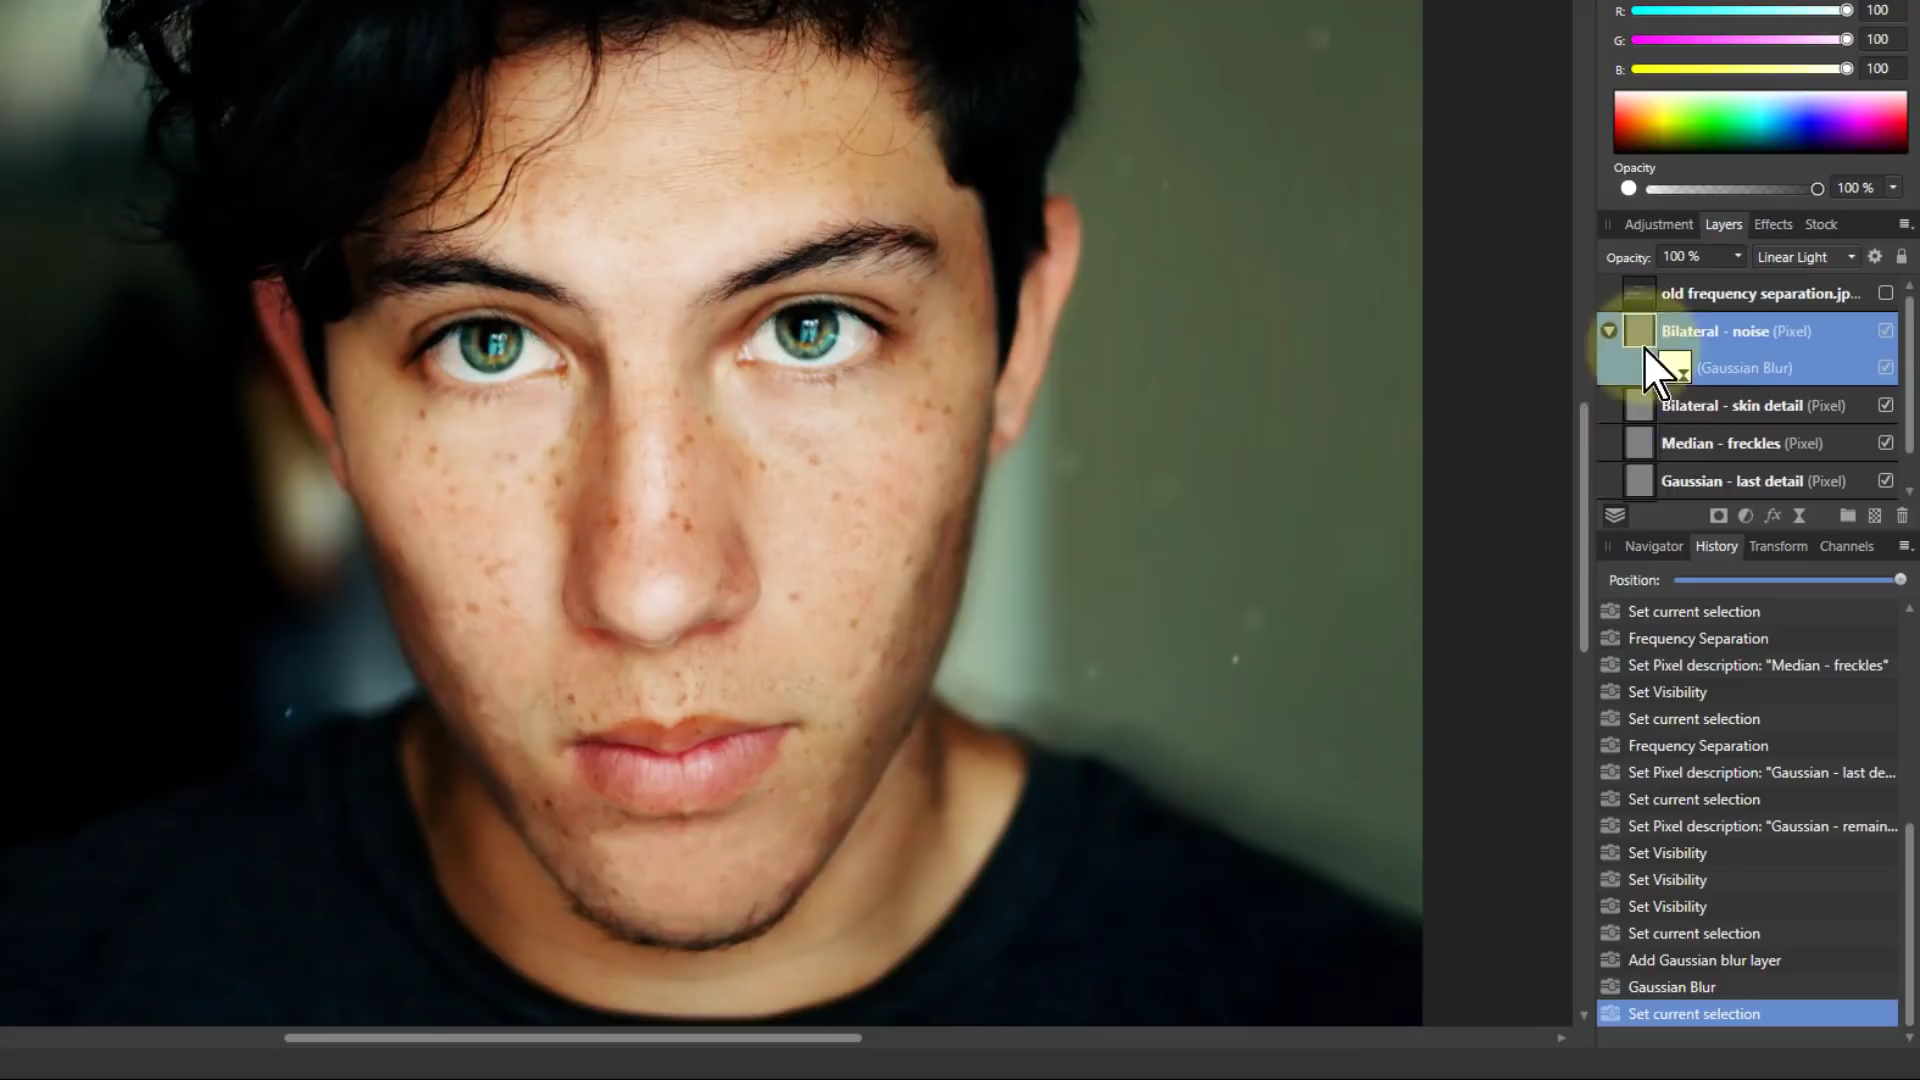 R: 100
G: 100
B: 100
Opacity
100 %
Adjustment Layers Effects Stock
Opacity: 100 % Linear Light
old frequency separation.jp...
Bilateral - noise (Pixel)
(Gaussian Blur)
Bilateral - skin detail (Pixel)
Median - freckles (Pixel)
Gaussian - last detail (Pixel)
fx
Navigator History Transform Channels
Position:
Set current selection
Frequency Separation
Set Pixel description: "Median - freckles"
Set Visibility
Set current selection
Frequency Separation
Set Pixel description: "Gaussian - last de...
Set current selection
Set Pixel description: "Gaussian - remain...
Set Visibility
Set Visibility
Set Visibility
Set current selection
Add Gaussian blur layer
Gaussian Blur
Set current selection